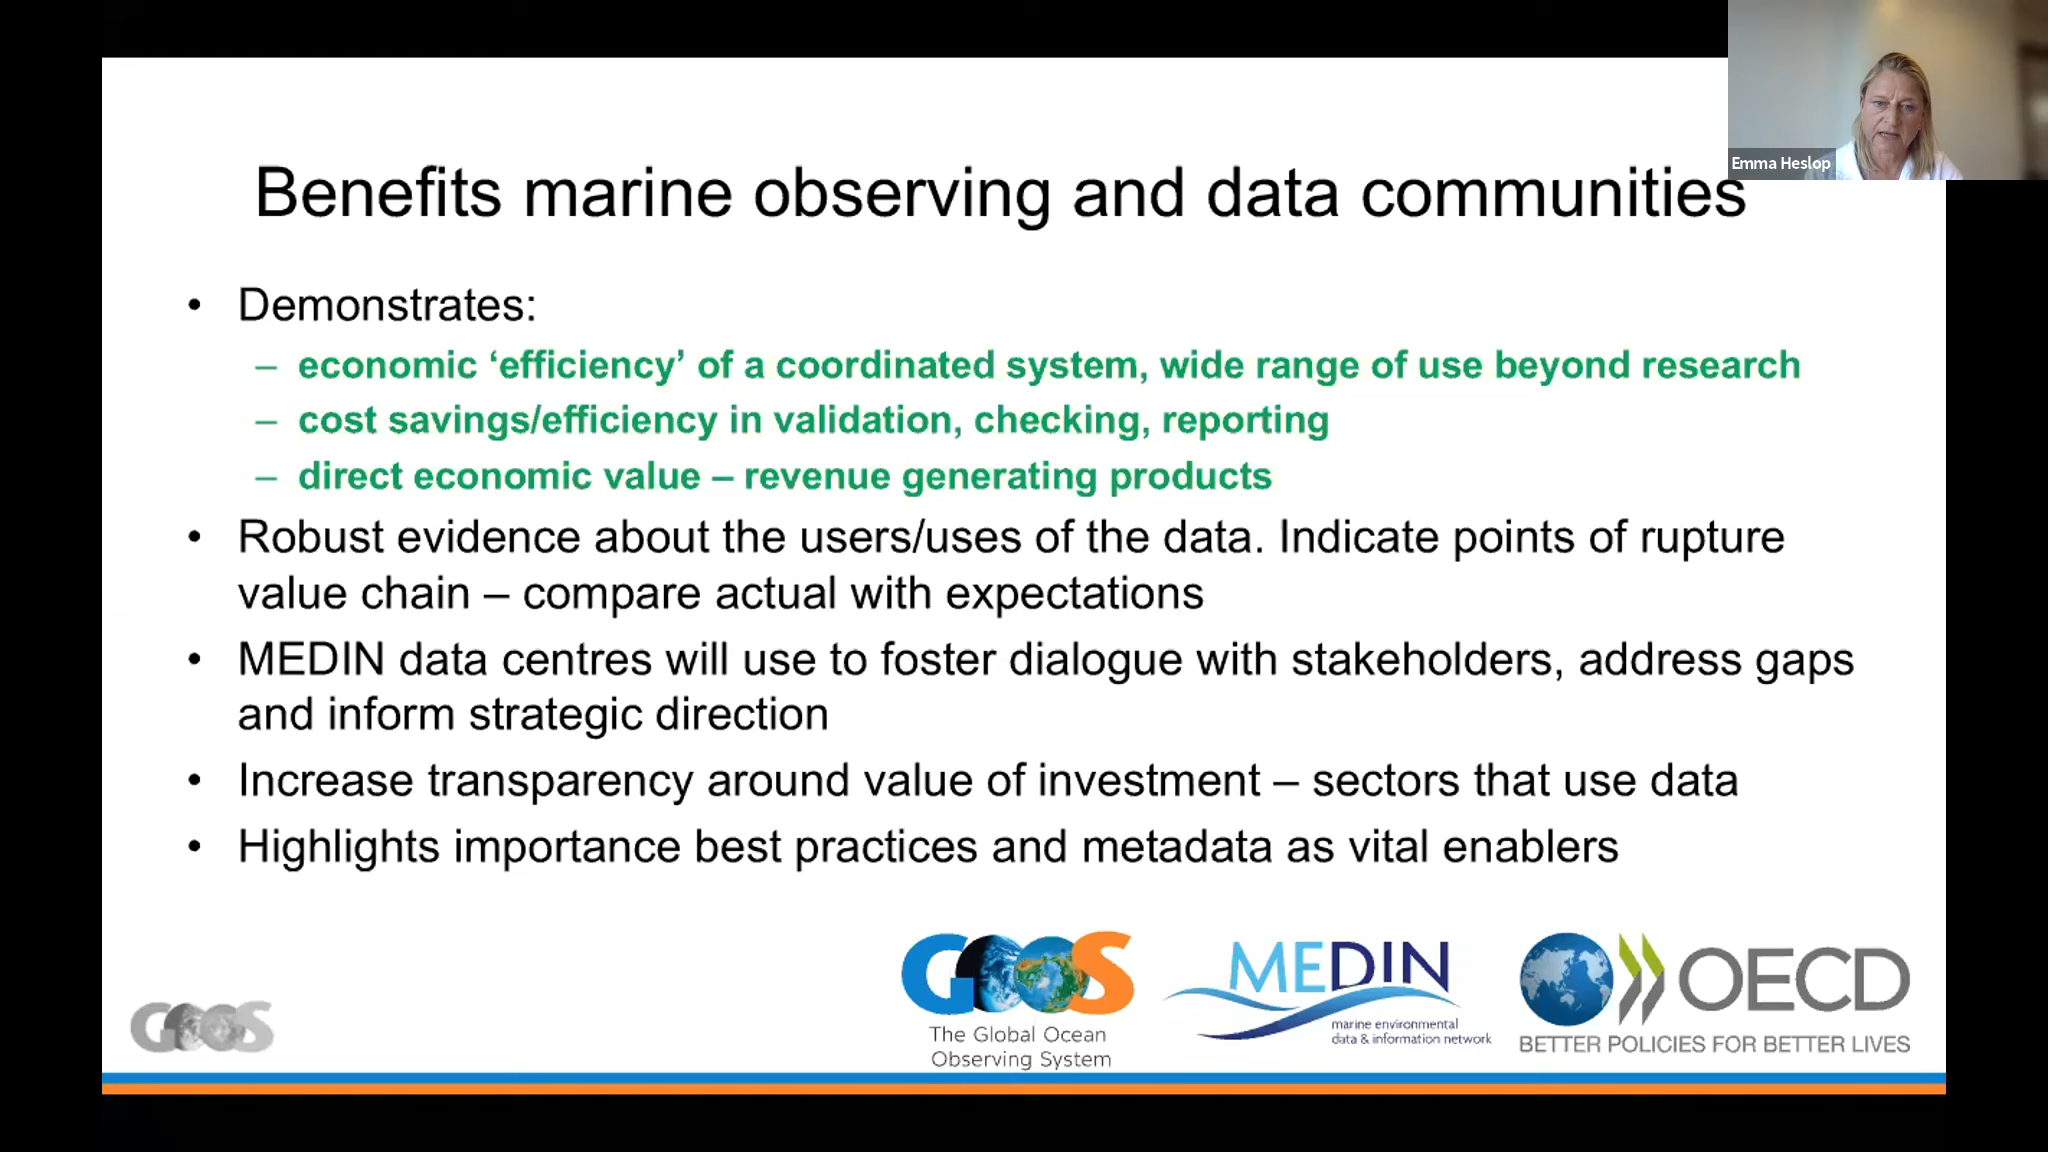 Emma Heslop
Benefits marine observing and data communities
• Demonstrates:
– economic ‘efficiency’ of a coordinated system, wide range of use beyond research
– cost savings/efficiency in validation, checking, reporting
– direct economic value – revenue generating products
• Robust evidence about the users/uses of the data. Indicate points of rupture
value chain – compare actual with expectations
• MEDIN data centres will use to foster dialogue with stakeholders, address gaps
and inform strategic direction
• Increase transparency around value of investment – sectors that use data
• Highlights importance best practices and metadata as vital enablers
GOOS
GOOS
The Global Ocean
Observing System
MEDIN
marine environmental
data & information network
OECD
BETTER POLICIES FOR BETTER LIVES